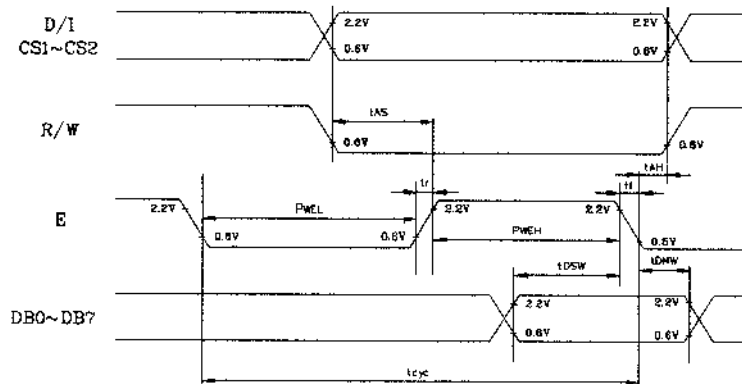 D/I
CS1~CS2
2.2V
2.2V
0.6V
0.6V
R/W
tAS
0.6V
0.6V
tAH
E
2.2V
PWEL
tr
2.2V
2.2V
tf
0.6V
0.6V
PWEH
0.6V
tDSW
tDHW
DB0~DB7
2.2V
2.2V
0.6V
0.6V
tcyc